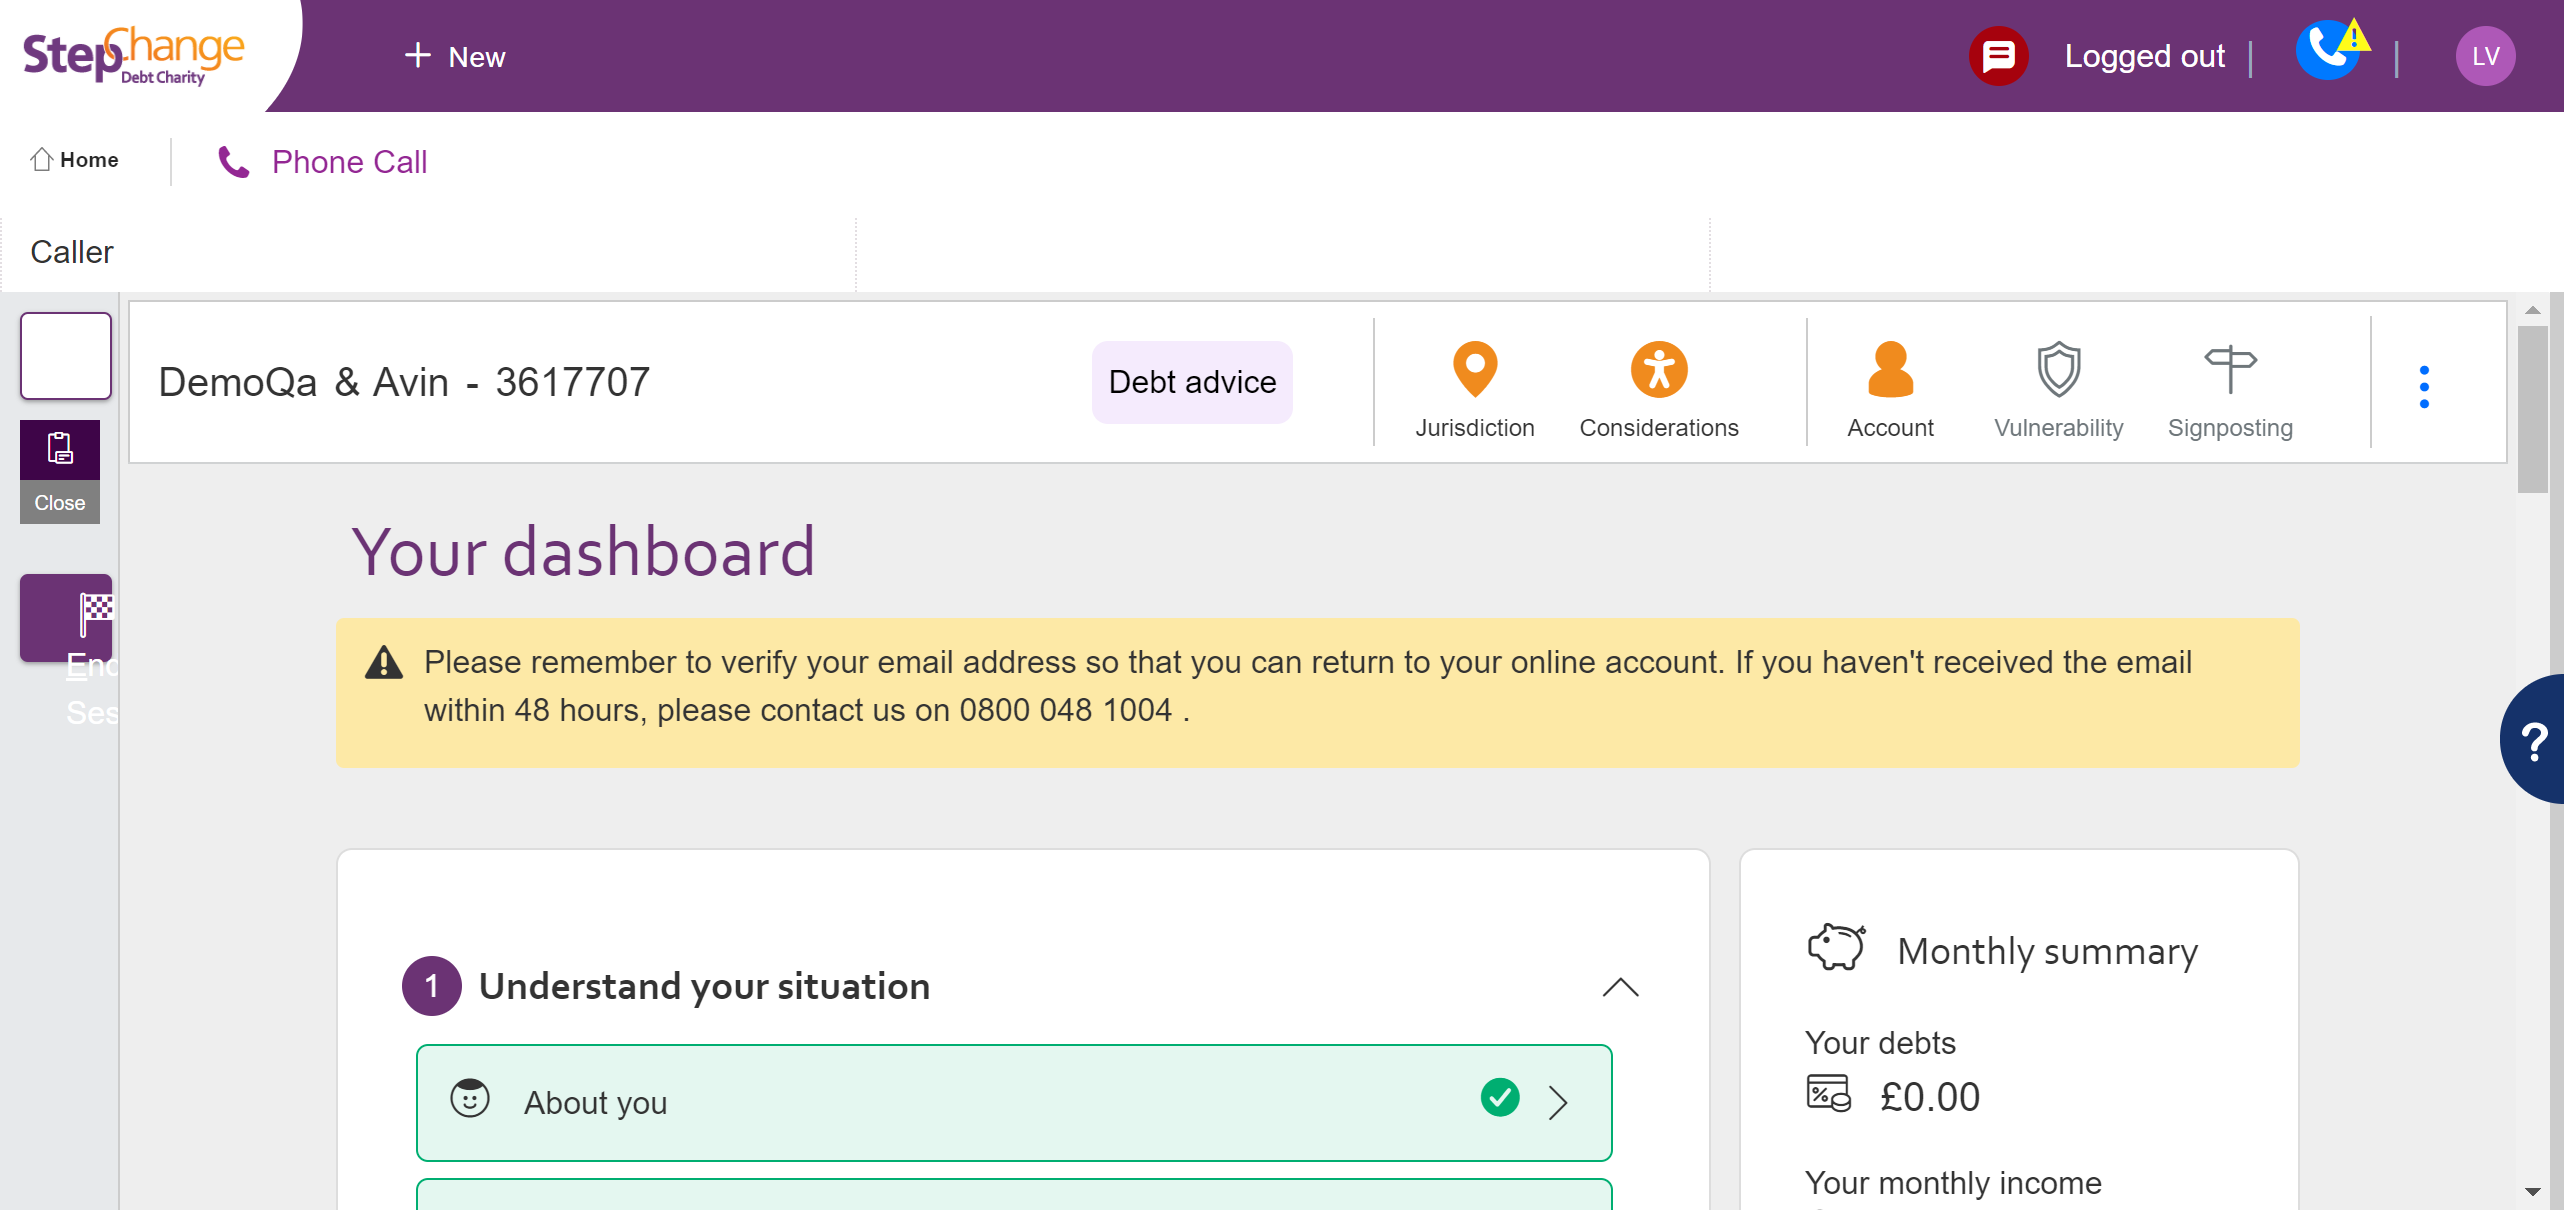 StepChange
Debt Charity
New
Logged out
LV
Home
Phone Call
Caller
DemoQa & Avin - 3617707
Debt advice
Jurisdiction
Considerations
Account
Vulnerability
Signposting
Close
Your dashboard
Please remember to verify your email address so that you can return to your online account. If you haven't received the email
within 48 hours, please contact us on 0800 048 1004 .
End
Ses
?
1 Understand your situation
About you
Monthly summary
Your debts
£0.00
Your monthly income